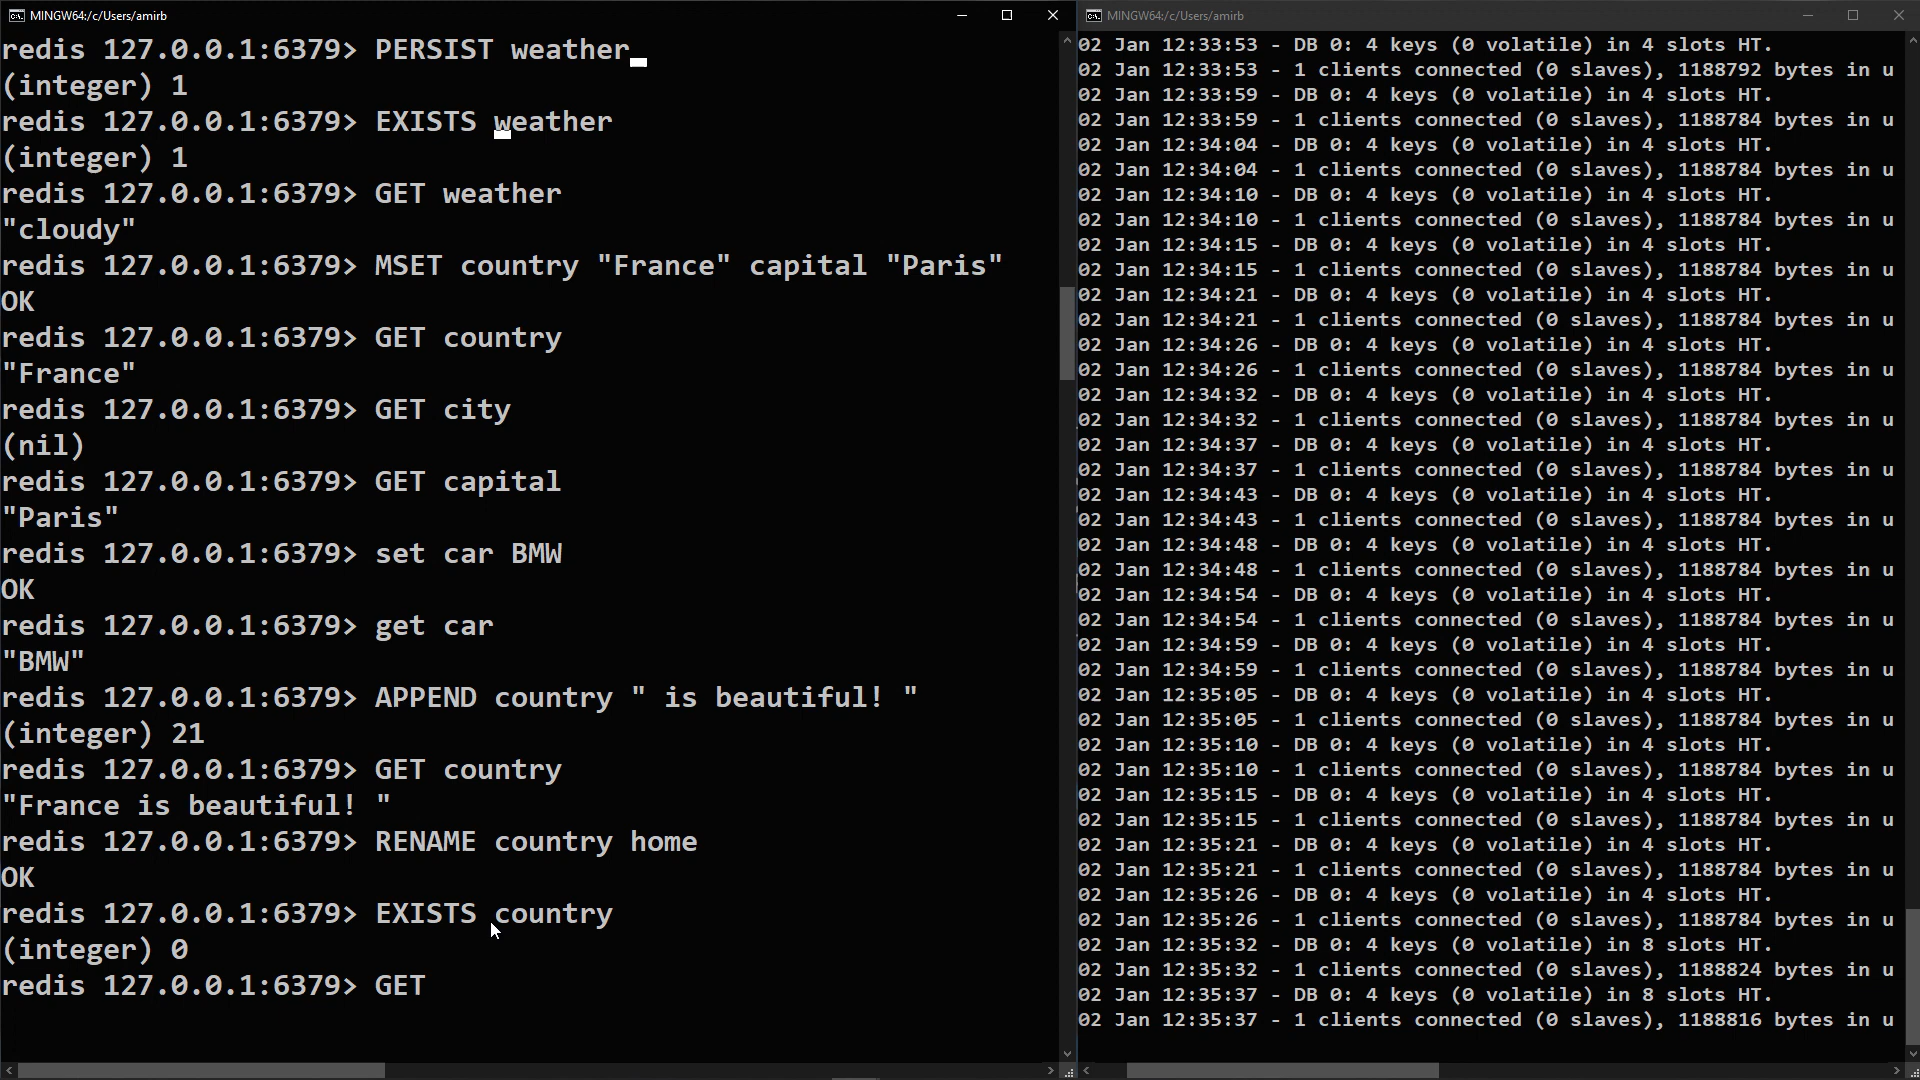 MINGW64:/c/Users/amirb
redis 127.0.0.1:6379> PERSIST weather
(integer) 1
redis 127.0.0.1:6379> EXISTS weather
(integer) 1
redis 127.0.0.1:6379> GET weather
"cloudy"
redis 127.0.0.1:6379> MSET country "France" capital "Paris"
OK
redis 127.0.0.1:6379> GET country
"France"
redis 127.0.0.1:6379> GET city
(nil)
redis 127.0.0.1:6379> GET capital
"Paris"
redis 127.0.0.1:6379> set car BMW
OK
redis 127.0.0.1:6379> get car
"BMW"
redis 127.0.0.1:6379> APPEND country " is beautiful! "
(integer) 21
redis 127.0.0.1:6379> GET country
"France is beautiful! "
redis 127.0.0.1:6379> RENAME country home
OK
redis 127.0.0.1:6379> EXISTS country
(integer) 0
redis 127.0.0.1:6379> GET
MINGW64:/c/Users/amirb
02 Jan 12:33:53 - DB 0: 4 keys (0 volatile) in 4 slots HT.
02 Jan 12:33:53 - 1 clients connected (0 slaves), 1188792 bytes in u
02 Jan 12:33:59 - DB 0: 4 keys (0 volatile) in 4 slots HT.
02 Jan 12:33:59 - 1 clients connected (0 slaves), 1188784 bytes in u
02 Jan 12:34:04 - DB 0: 4 keys (0 volatile) in 4 slots HT.
02 Jan 12:34:04 - 1 clients connected (0 slaves), 1188784 bytes in u
02 Jan 12:34:10 - DB 0: 4 keys (0 volatile) in 4 slots HT.
02 Jan 12:34:10 - 1 clients connected (0 slaves), 1188784 bytes in u
02 Jan 12:34:15 - DB 0: 4 keys (0 volatile) in 4 slots HT.
02 Jan 12:34:15 - 1 clients connected (0 slaves), 1188784 bytes in u
02 Jan 12:34:21 - DB 0: 4 keys (0 volatile) in 4 slots HT.
02 Jan 12:34:21 - 1 clients connected (0 slaves), 1188784 bytes in u
02 Jan 12:34:26 - DB 0: 4 keys (0 volatile) in 4 slots HT.
02 Jan 12:34:26 - 1 clients connected (0 slaves), 1188784 bytes in u
02 Jan 12:34:32 - DB 0: 4 keys (0 volatile) in 4 slots HT.
02 Jan 12:34:32 - 1 clients connected (0 slaves), 1188784 bytes in u
02 Jan 12:34:37 - DB 0: 4 keys (0 volatile) in 4 slots HT.
02 Jan 12:34:37 - 1 clients connected (0 slaves), 1188784 bytes in u
02 Jan 12:34:43 - DB 0: 4 keys (0 volatile) in 4 slots HT.
02 Jan 12:34:43 - 1 clients connected (0 slaves), 1188784 bytes in u
02 Jan 12:34:48 - DB 0: 4 keys (0 volatile) in 4 slots HT.
02 Jan 12:34:48 - 1 clients connected (0 slaves), 1188784 bytes in u
02 Jan 12:34:54 - DB 0: 4 keys (0 volatile) in 4 slots HT.
02 Jan 12:34:54 - 1 clients connected (0 slaves), 1188784 bytes in u
02 Jan 12:34:59 - DB 0: 4 keys (0 volatile) in 4 slots HT.
02 Jan 12:34:59 - 1 clients connected (0 slaves), 1188784 bytes in u
02 Jan 12:35:05 - DB 0: 4 keys (0 volatile) in 4 slots HT.
02 Jan 12:35:05 - 1 clients connected (0 slaves), 1188784 bytes in u
02 Jan 12:35:10 - DB 0: 4 keys (0 volatile) in 4 slots HT.
02 Jan 12:35:10 - 1 clients connected (0 slaves), 1188784 bytes in u
02 Jan 12:35:15 - DB 0: 4 keys (0 volatile) in 4 slots HT.
02 Jan 12:35:15 - 1 clients connected (0 slaves), 1188784 bytes in u
02 Jan 12:35:21 - DB 0: 4 keys (0 volatile) in 4 slots HT.
02 Jan 12:35:21 - 1 clients connected (0 slaves), 1188784 bytes in u
02 Jan 12:35:26 - DB 0: 4 keys (0 volatile) in 4 slots HT.
02 Jan 12:35:26 - 1 clients connected (0 slaves), 1188784 bytes in u
02 Jan 12:35:32 - DB 0: 4 keys (0 volatile) in 8 slots HT.
02 Jan 12:35:32 - 1 clients connected (0 slaves), 1188824 bytes in u
02 Jan 12:35:37 - DB 0: 4 keys (0 volatile) in 8 slots HT.
02 Jan 12:35:37 - 1 clients connected (0 slaves), 1188816 bytes in u